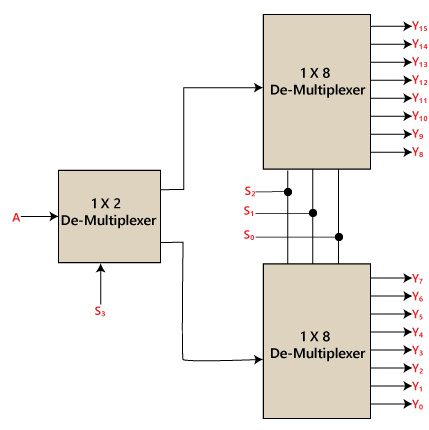 Y₁₅
Y₁₄
Y₁₃
Y₁₂
Y₁₁
Y₁₀
Y₉
Y₈
1 X 8
De-Multiplexer
S₂
S₁
S₀
1 X 2
De-Multiplexer
A
S₃
1 X 8
De-Multiplexer
Y₇
Y₆
Y₅
Y₄
Y₃
Y₂
Y₁
Y₀